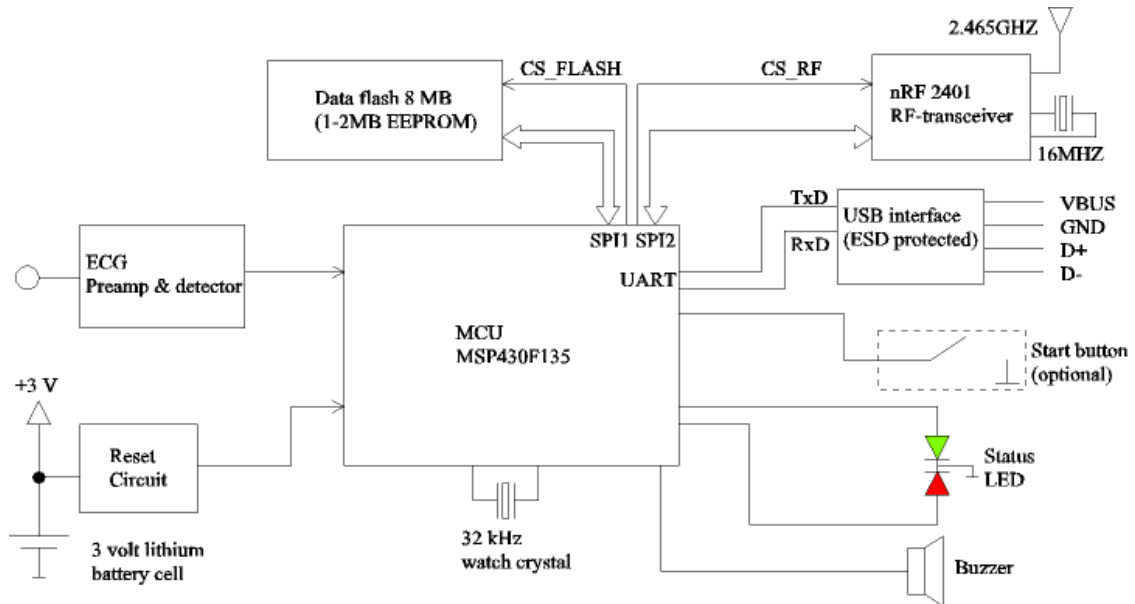 2.465GHZ
CS_FLASH
CS_RF
Data flash 8 MB
(1-2MB EEPROM)
nRF 2401
RF-transceiver
16MHZ
TxD
RxD
USB interface
(ESD protected)
VBUS
GND
D+
D-
SPI1 SPI2
UART
ECG
Preamp & detector
MCU
MSP430F135
Start button
(optional)
+3 V
Reset
Circuit
Status
LED
3 volt lithium
battery cell
32 kHz
watch crystal
Buzzer